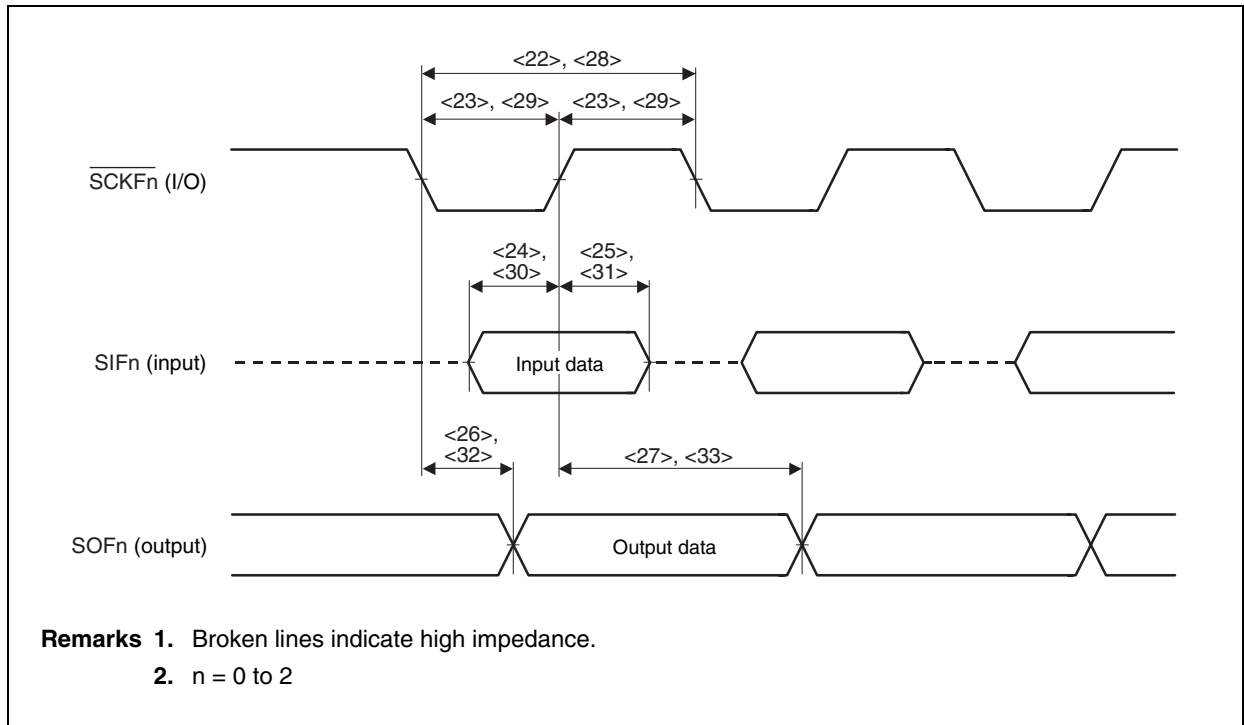 <22>, <28>
<23>, <29> <23>, <29>
SCKFn (I/O)
<24>, <25>,
<30> <31>
SIFn (input)
Input data
<26>,
<32>
<27>, <33>
SOFn (output)
Output data
Remarks 1. Broken lines indicate high impedance.
2. n = 0 to 2